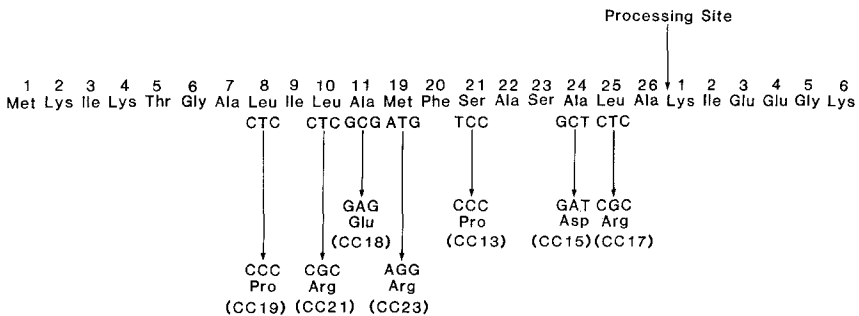 Processing Site
1 2 3 4 5 6 7 8 9 10 11 19 20 21 22 23 24 25 26 1 2 3 4 5 6
Met Lys Ile Lys Thr Gly Ala Leu Ile Leu Ala Met Phe Ser Ala Ser Ala Leu Ala Lys Ile Glu Glu Gly Lys
CTC CTC GCG ATG TCC GCT CTC
GAG CCC GAT CGC
Glu Pro Asp Arg
(CC18) (CC13) (CC15) (CC17)
CCC CGC AGG
Pro Arg Arg
(CC19) (CC21) (CC23)